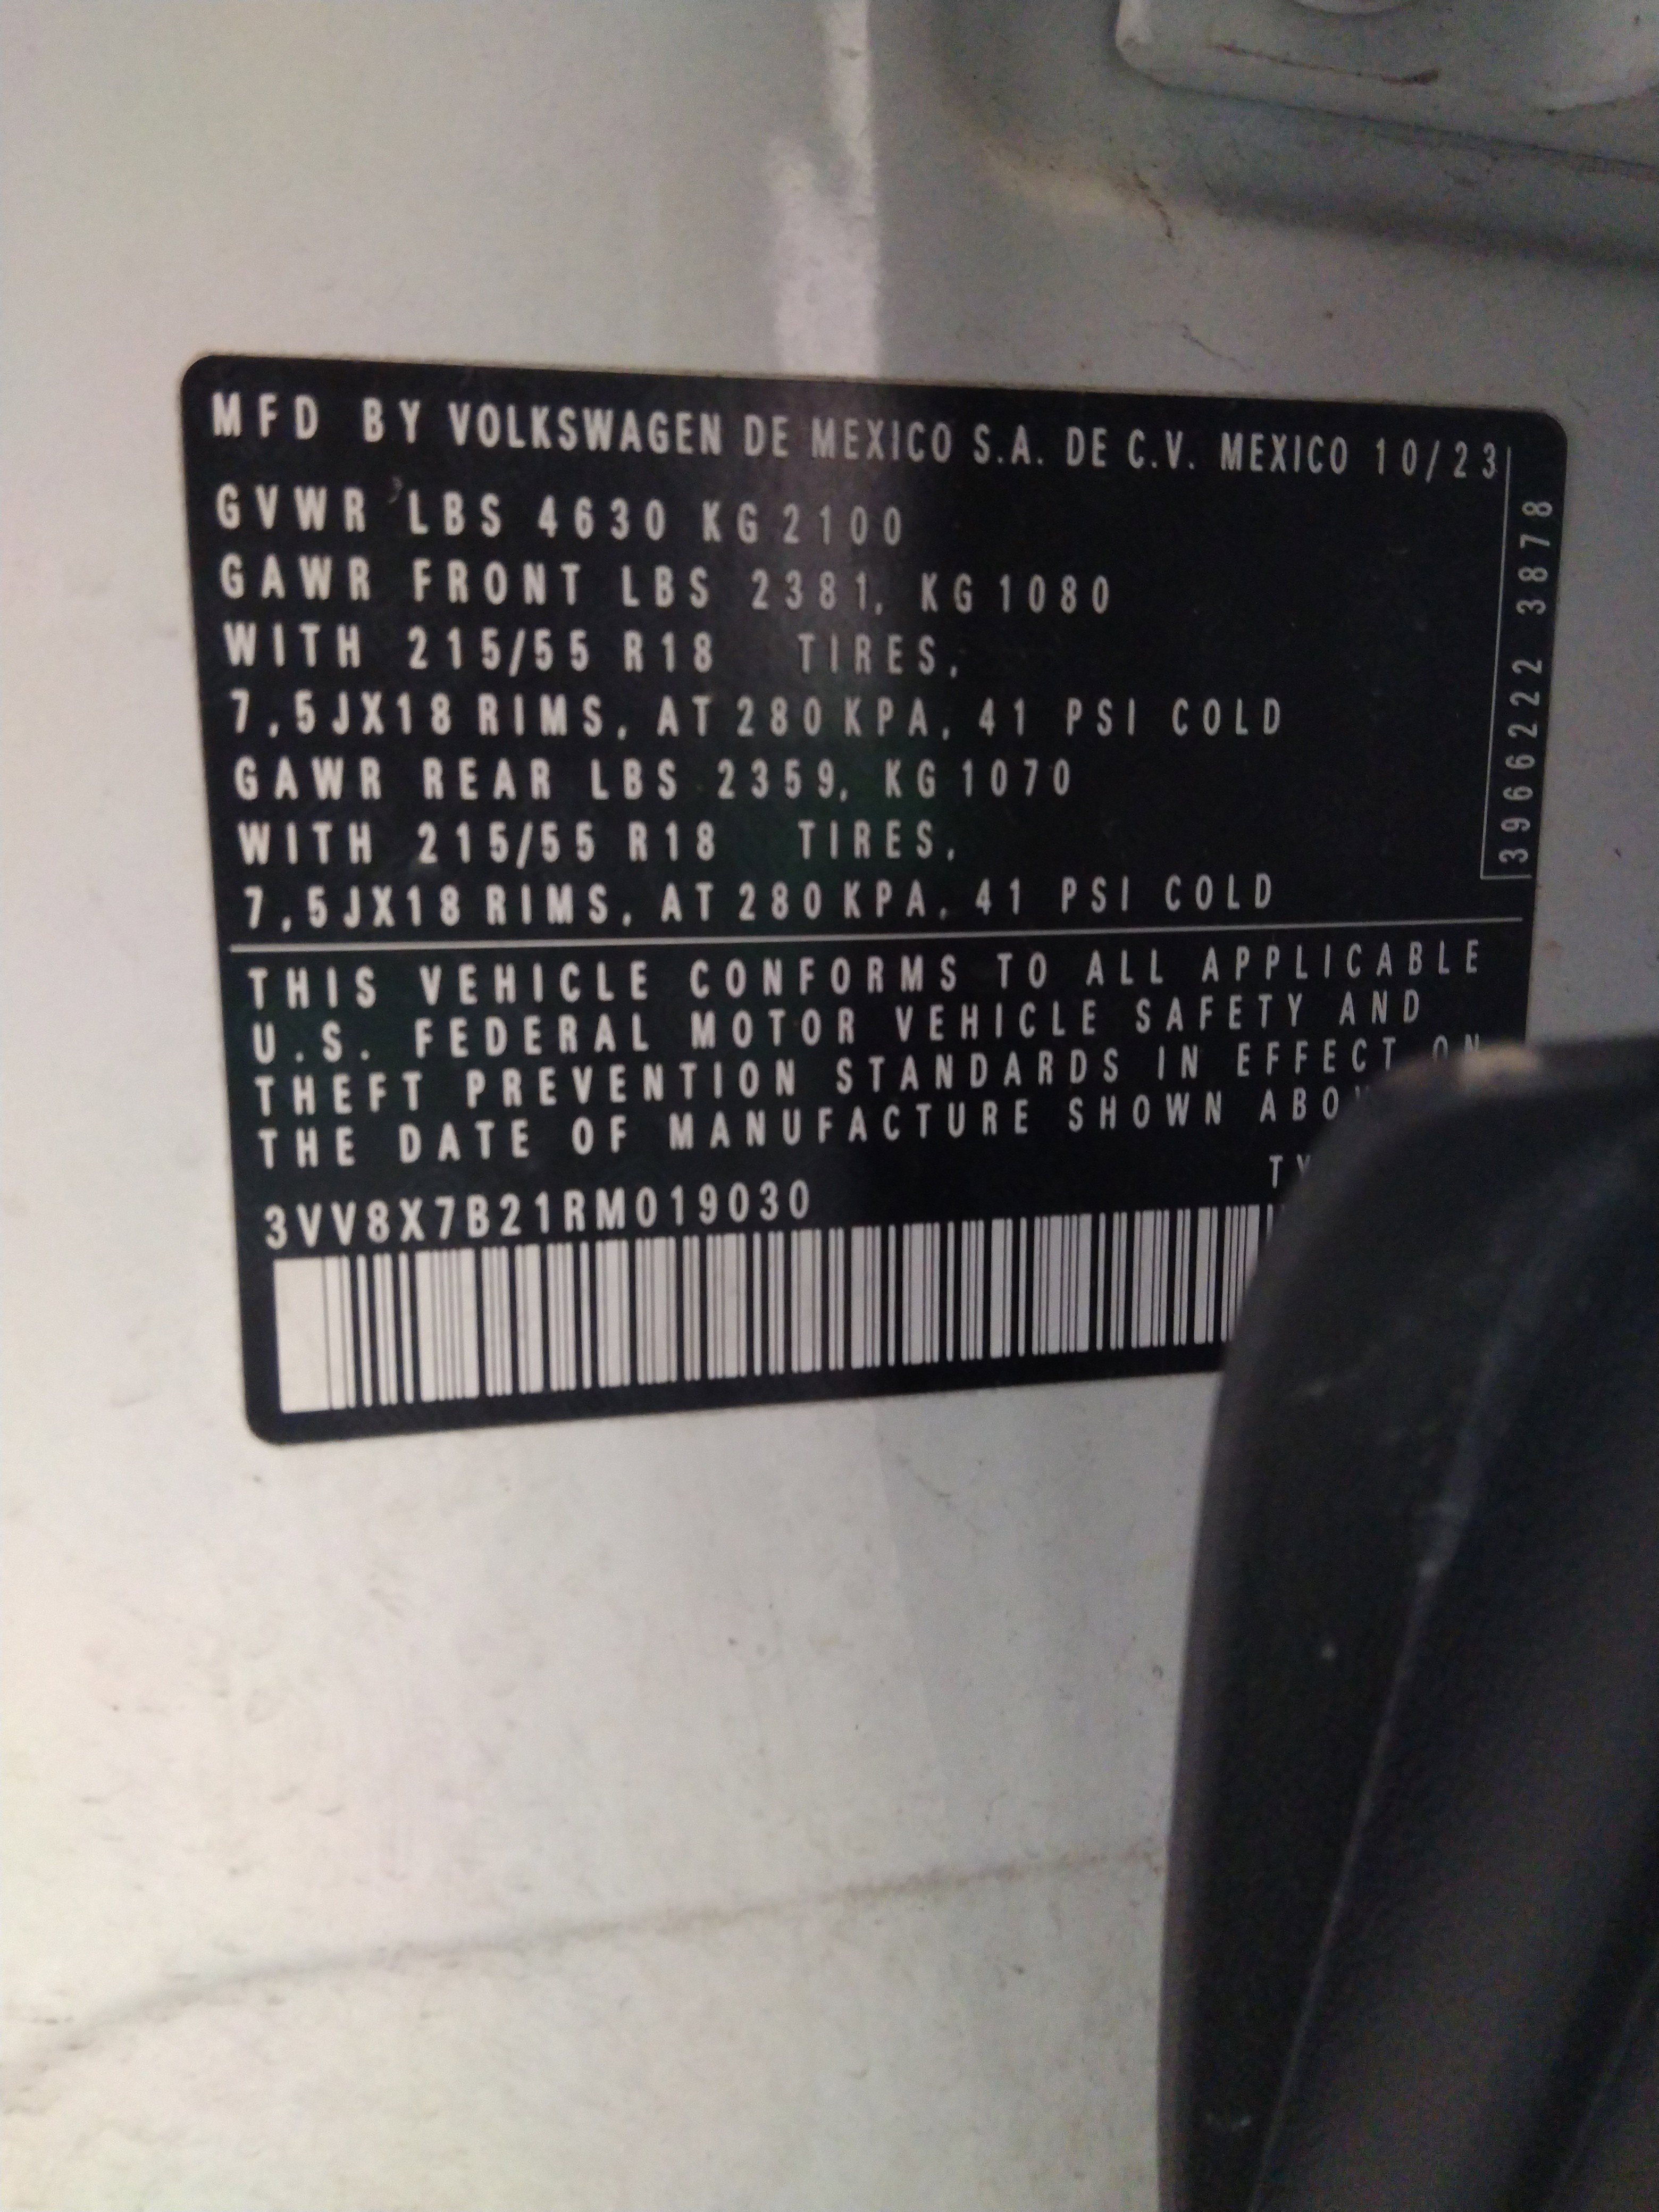 MFD BY VOLKSWAGEN DE MEXICO S.A. DE C.V. MEXICO 10/23
GVWR LBS 4630 KG 2100
GAWR FRONT LBS 2381, KG 1080
WITH 215/55 R18 TIRES,
7,5JX18 RIMS, AT 280 KPA, 41 PSI COLD
GAWR REAR LBS 2359, KG 1070
WITH 215/55 R18 TIRES,
7,5JX18 RIMS, AT 280 KPA, 41 PSI COLD
3966222 3878
THIS VEHICLE CONFORMS TO ALL APPLICABLE
U.S. FEDERAL MOTOR VEHICLE SAFETY AND
THEFT PREVENTION STANDARDS IN EFFECT ON
THE DATE OF MANUFACTURE SHOWN
3VV8X7B21RM019030